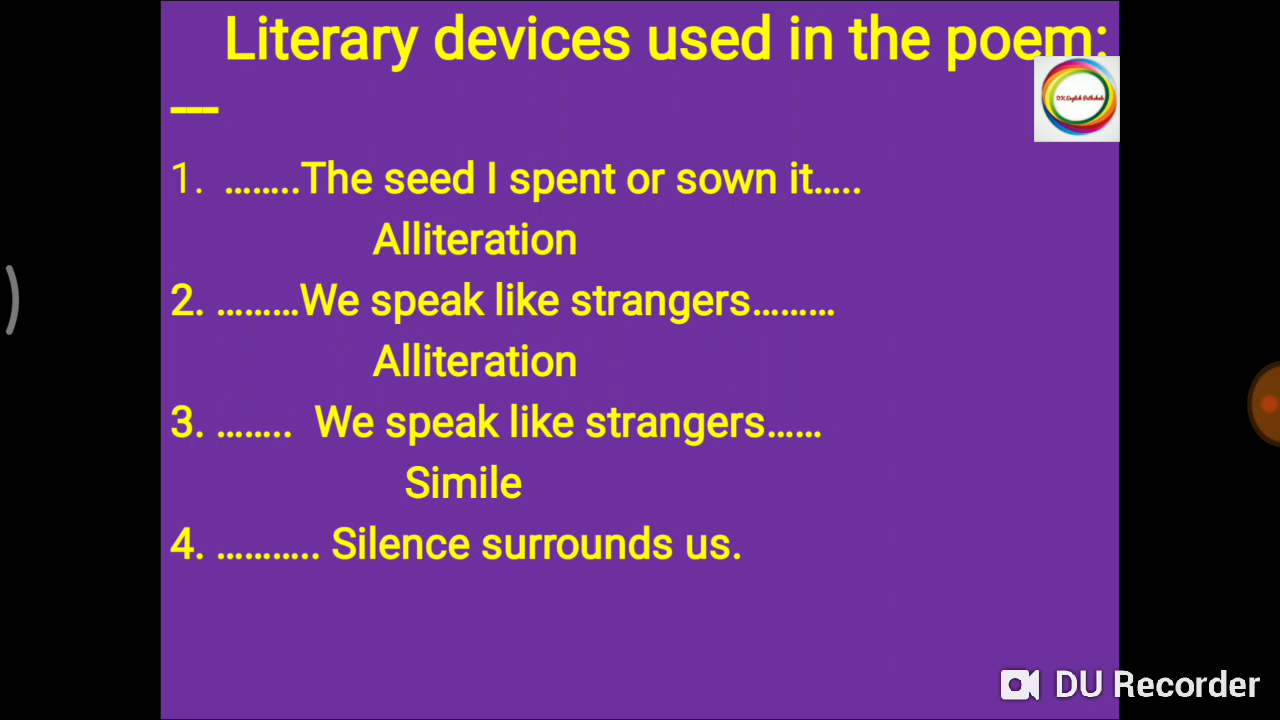 Literary devices used in the poem:
---
1. ……..The seed I spent or sown it…..
Alliteration
2. ………We speak like strangers………
Alliteration
3. …….. We speak like strangers……
Simile
4. ……….. Silence surrounds us.
DU Recorder